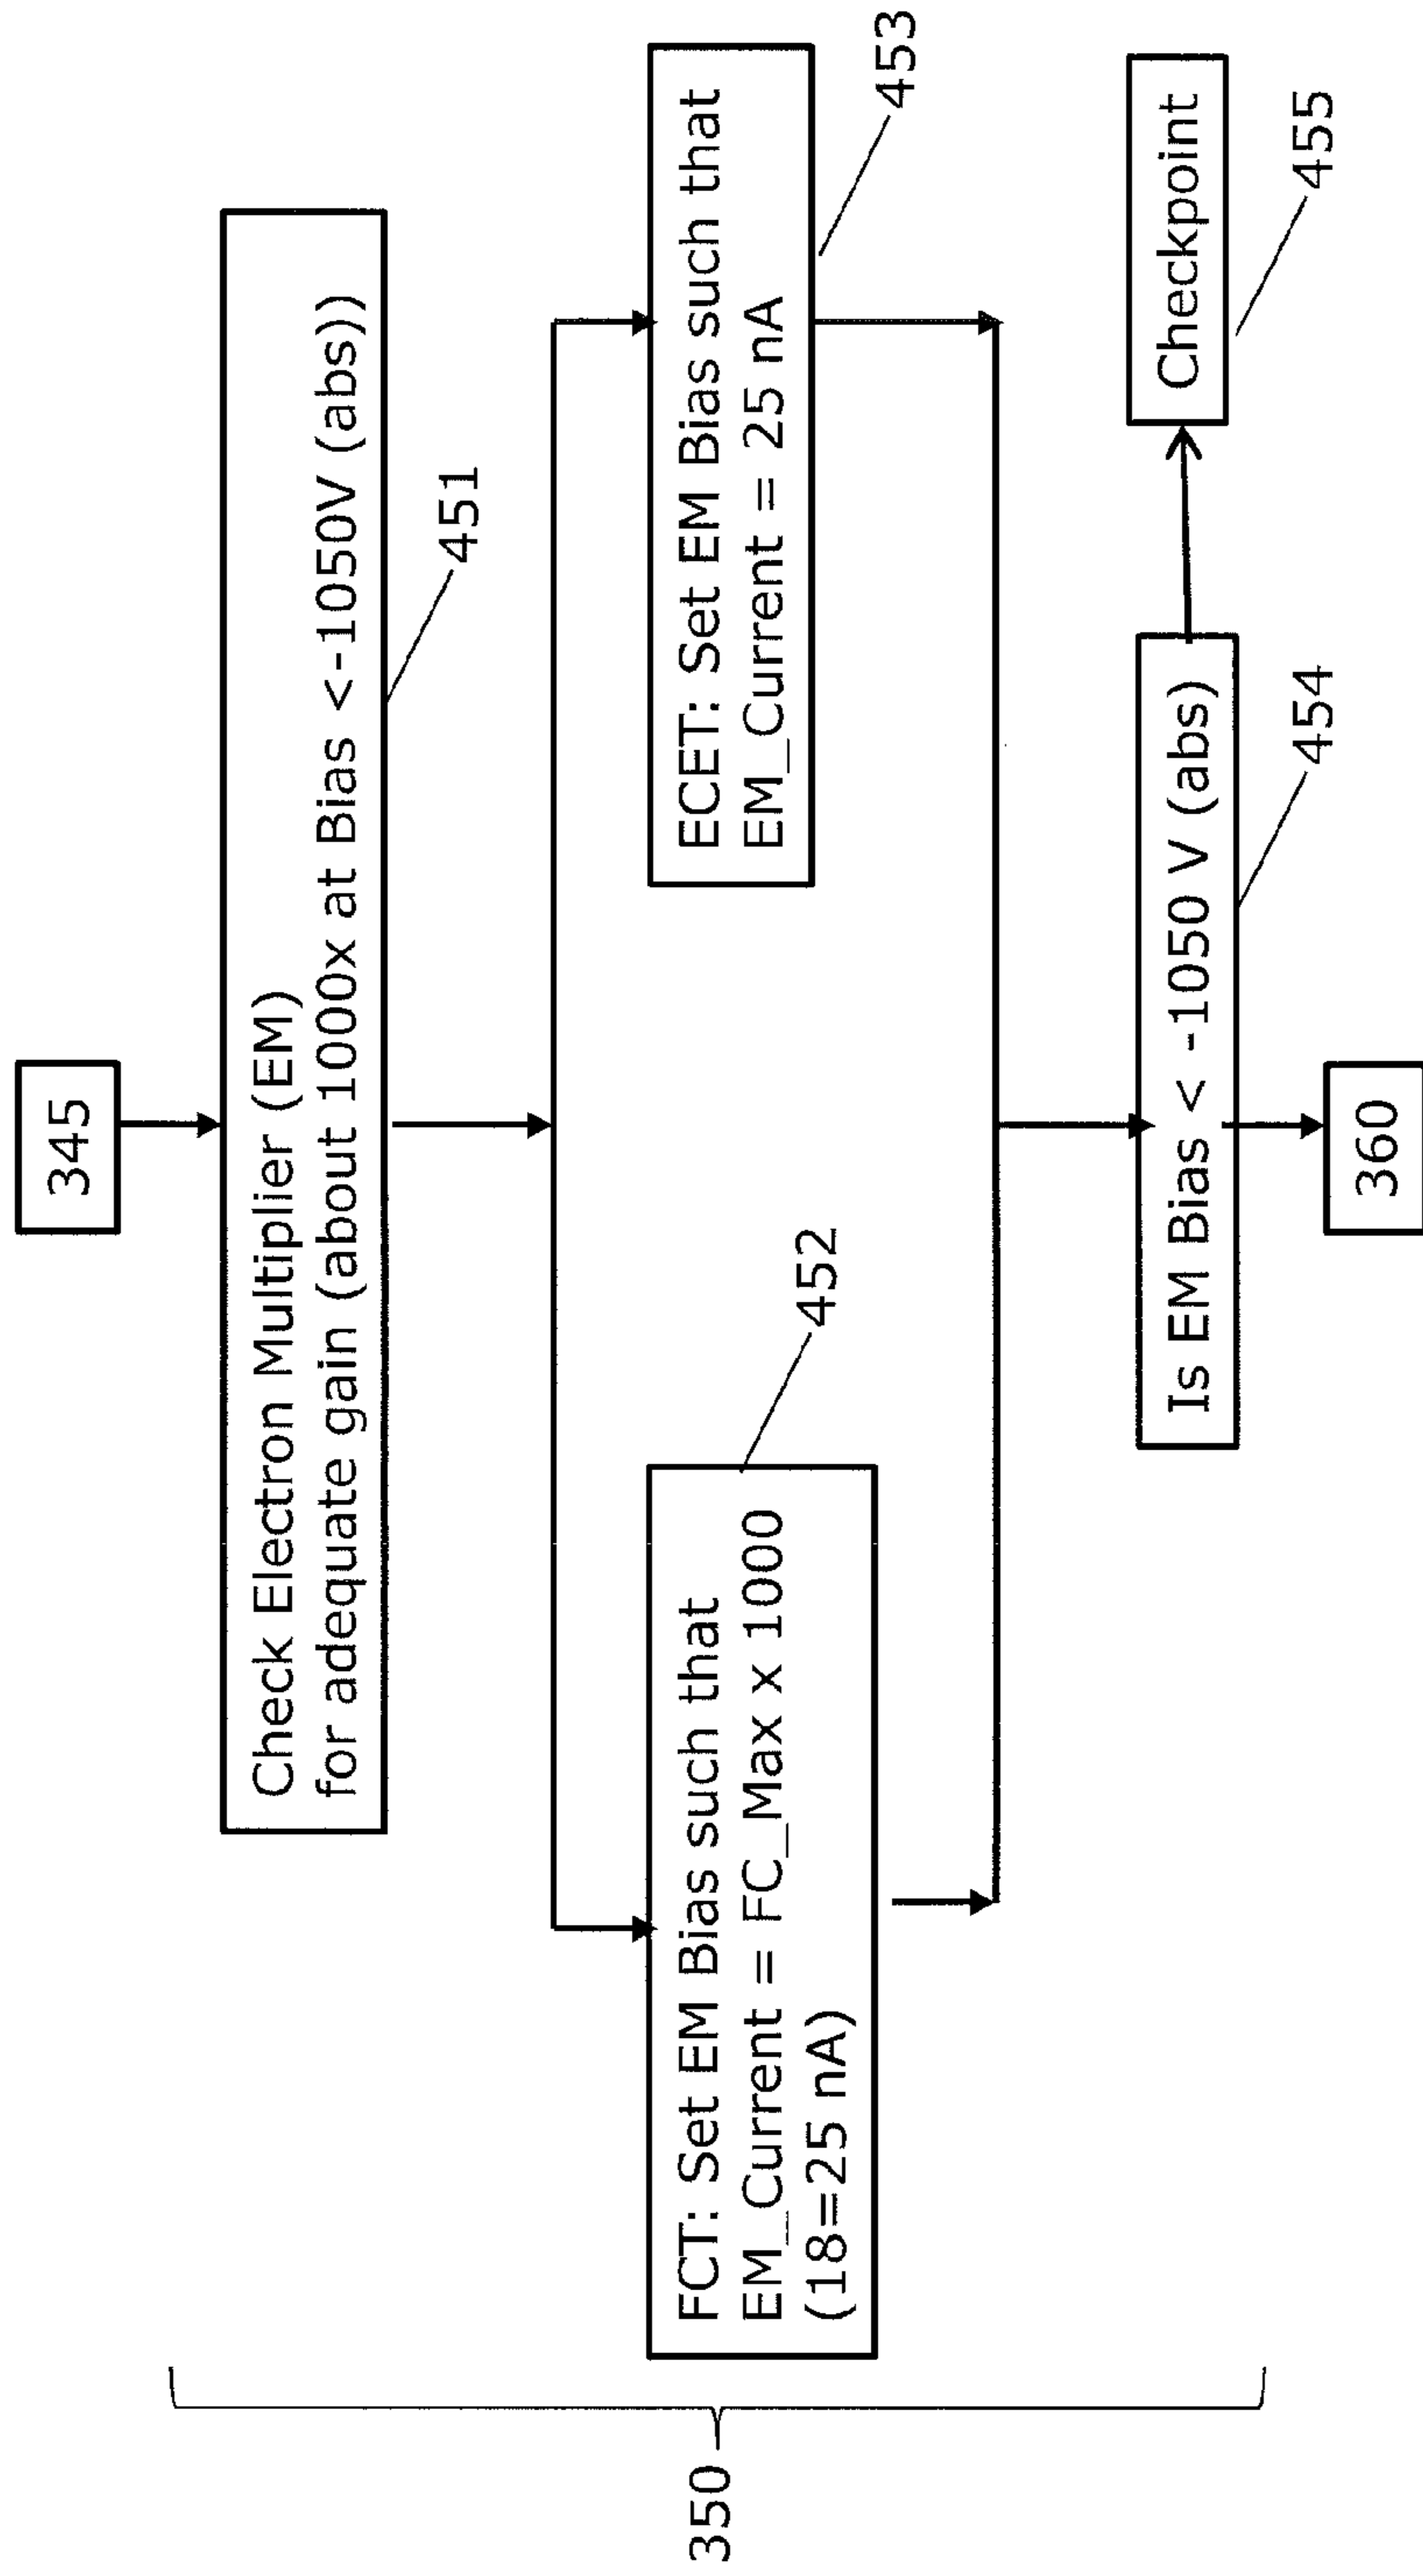 345
Check Electron Multiplier (EM)
for adequate gain (about 1000x at Bias <-1050V (abs))
451
FCT: Set EM Bias such that
EM_Current = FC_Max x 1000
(18=25 nA)
452
ECET: Set EM Bias such that
EM_Current = 25 nA
453
350
Is EM Bias < -1050 V (abs)
454
Checkpoint
455
360